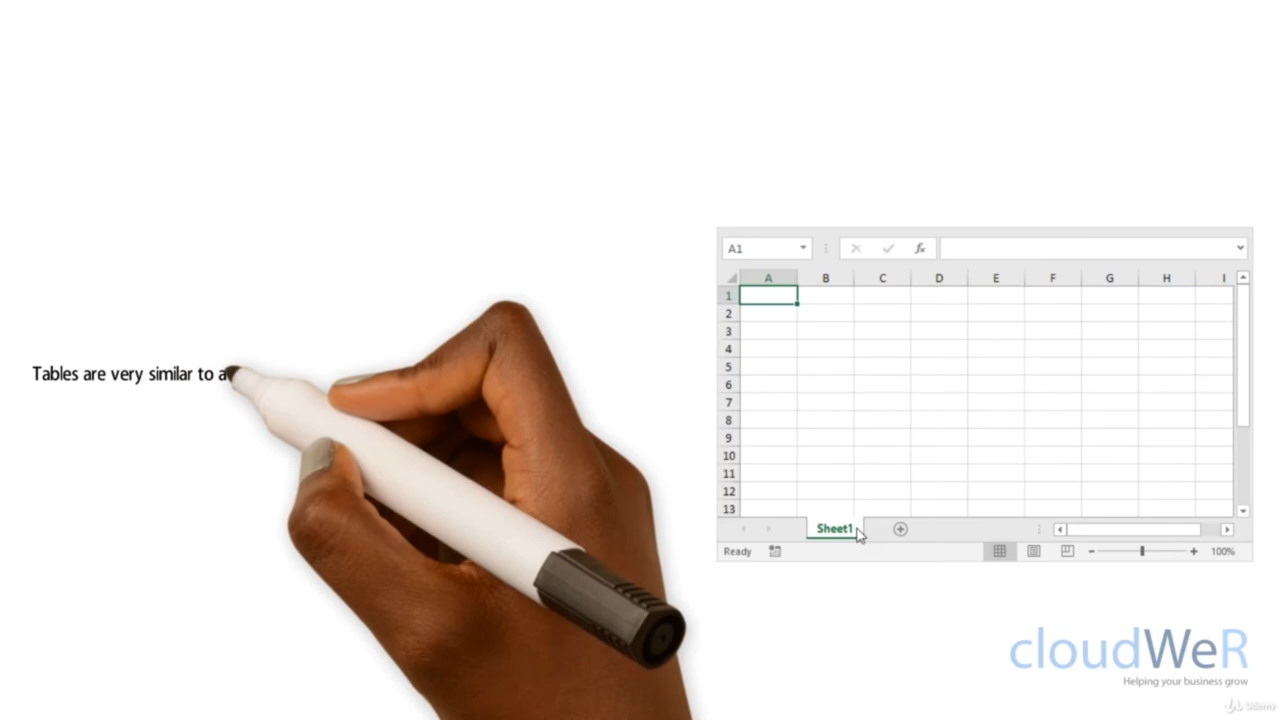 A1
fx
A B C D E F G H I
1
2
3
Tables are very similar to a
4
5
6
7
8
9
10
11
12
13
Sheet1
Ready
100%
cloudWeR
Helping your business grow
Udemy